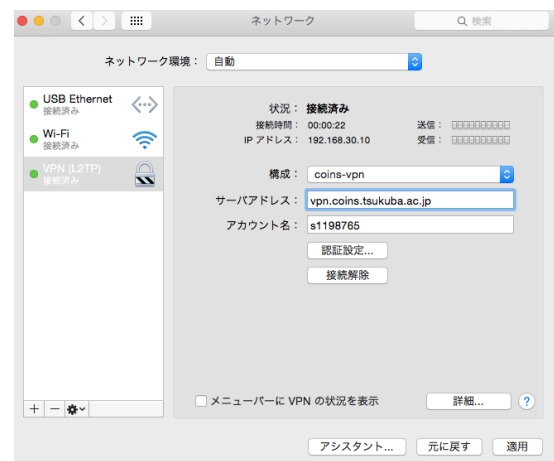 ネットワーク
検索
ネットワーク環境： 自動
USB Ethernet
接続済み
Wi-Fi
接続済み
VPN (L2TP)
接続済み
状況： 接続済み
接続時間： 00:00:22 送信：
IP アドレス： 192.168.30.10 受信：
構成： coins-vpn
サーバアドレス： vpn.coins.tsukuba.ac.jp
アカウント名： s1198765
認証設定...
接続解除
メニューバーに VPN の状況を表示 詳細... ?
アシスタント... 元に戻す 適用